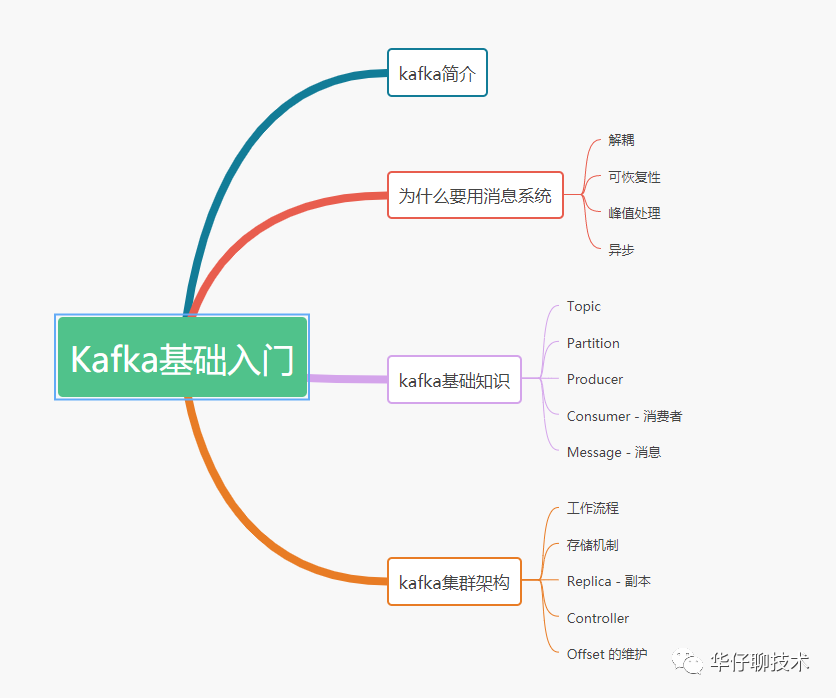 kafka简介
为什么要用消息系统
解耦
可恢复性
峰值处理
异步
Kafka基础入门
kafka基础知识
Topic
Partition
Producer
Consumer - 消费者
Message - 消息
kafka集群架构
工作流程
存储机制
Replica - 副本
Controller
Offset 的维护
华仔聊技术